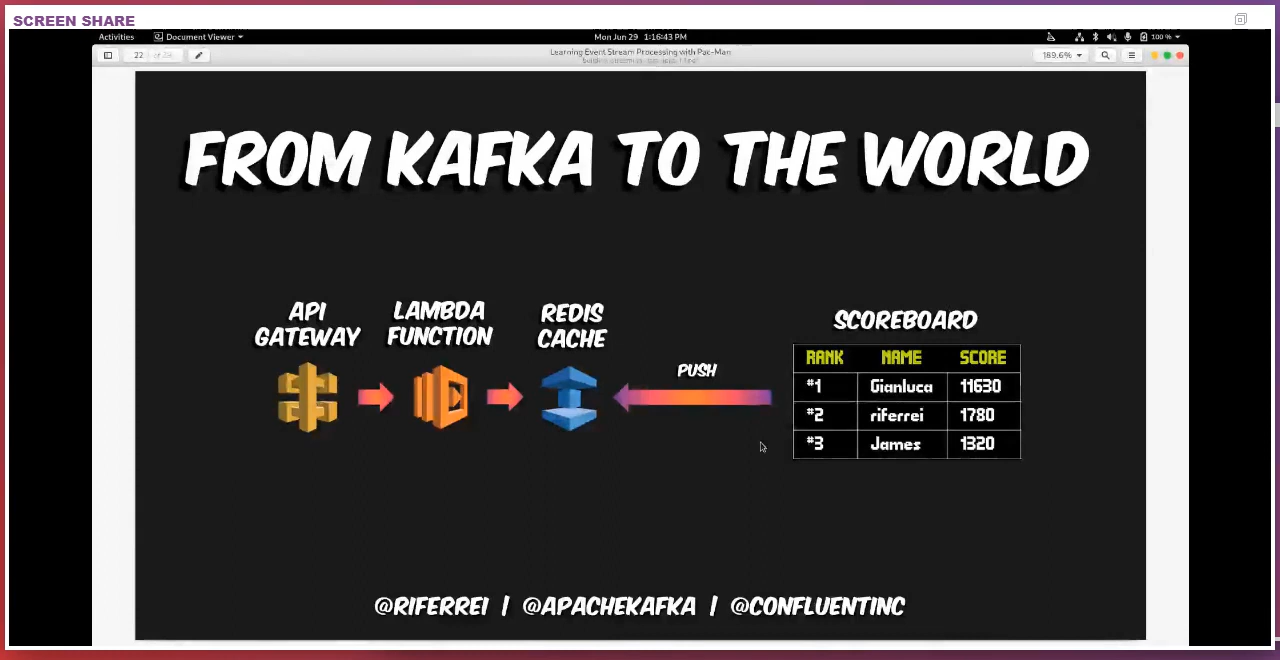 SCREEN SHARE
Activities
Document Viewer
Mon Jun 29 1:16:43 PM
100 %
22
Learning Event Stream Processing with Pac-Man
189.6%
FROM KAFKA TO THE WORLD
API
GATEWAY
LAMBDA
FUNCTION
REDIS
CACHE
PUSH
SCOREBOARD
RANK NAME SCORE
#1 Gianluca 11630
#2 riferrei 1780
#3 James 1320
@RIFERREI | @APACHEKAFKA | @CONFLUENTINC